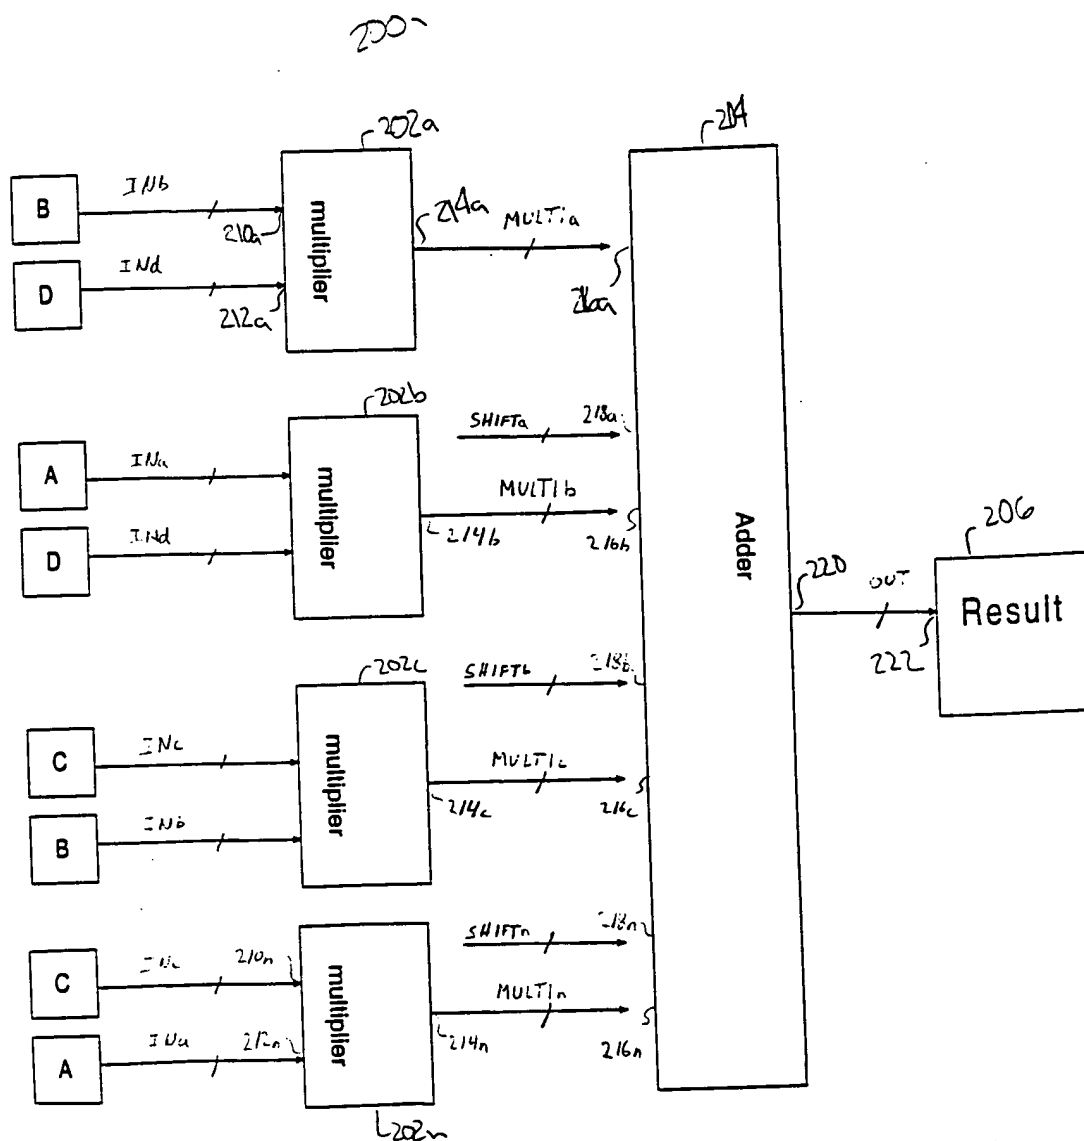 200
202a
214
B
INb
210a
multiplier
214a
MULTIa
D
INd
212a
216a
202b
SHIFTa
218a
A
INa
multiplier
MULTIb
214b
216b
D
INd
Adder
206
220
OUT
Result
222
202c
SHIFTb
218b
C
INc
multiplier
MULTIc
214c
216c
B
INb
SHIFTn
218n
C
INc
210n
multiplier
MULTIn
214n
216n
A
INa
212n
202n